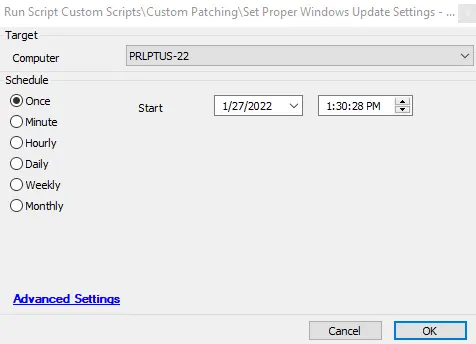 Run Script Custom Scripts\Custom Patching\Set Proper Windows Update Settings - ...
Target
Computer PRLPTUS-22
Schedule
Once Start 1/27/2022 1:30:28 PM
Minute
Hourly
Daily
Weekly
Monthly
Advanced Settings
Cancel OK